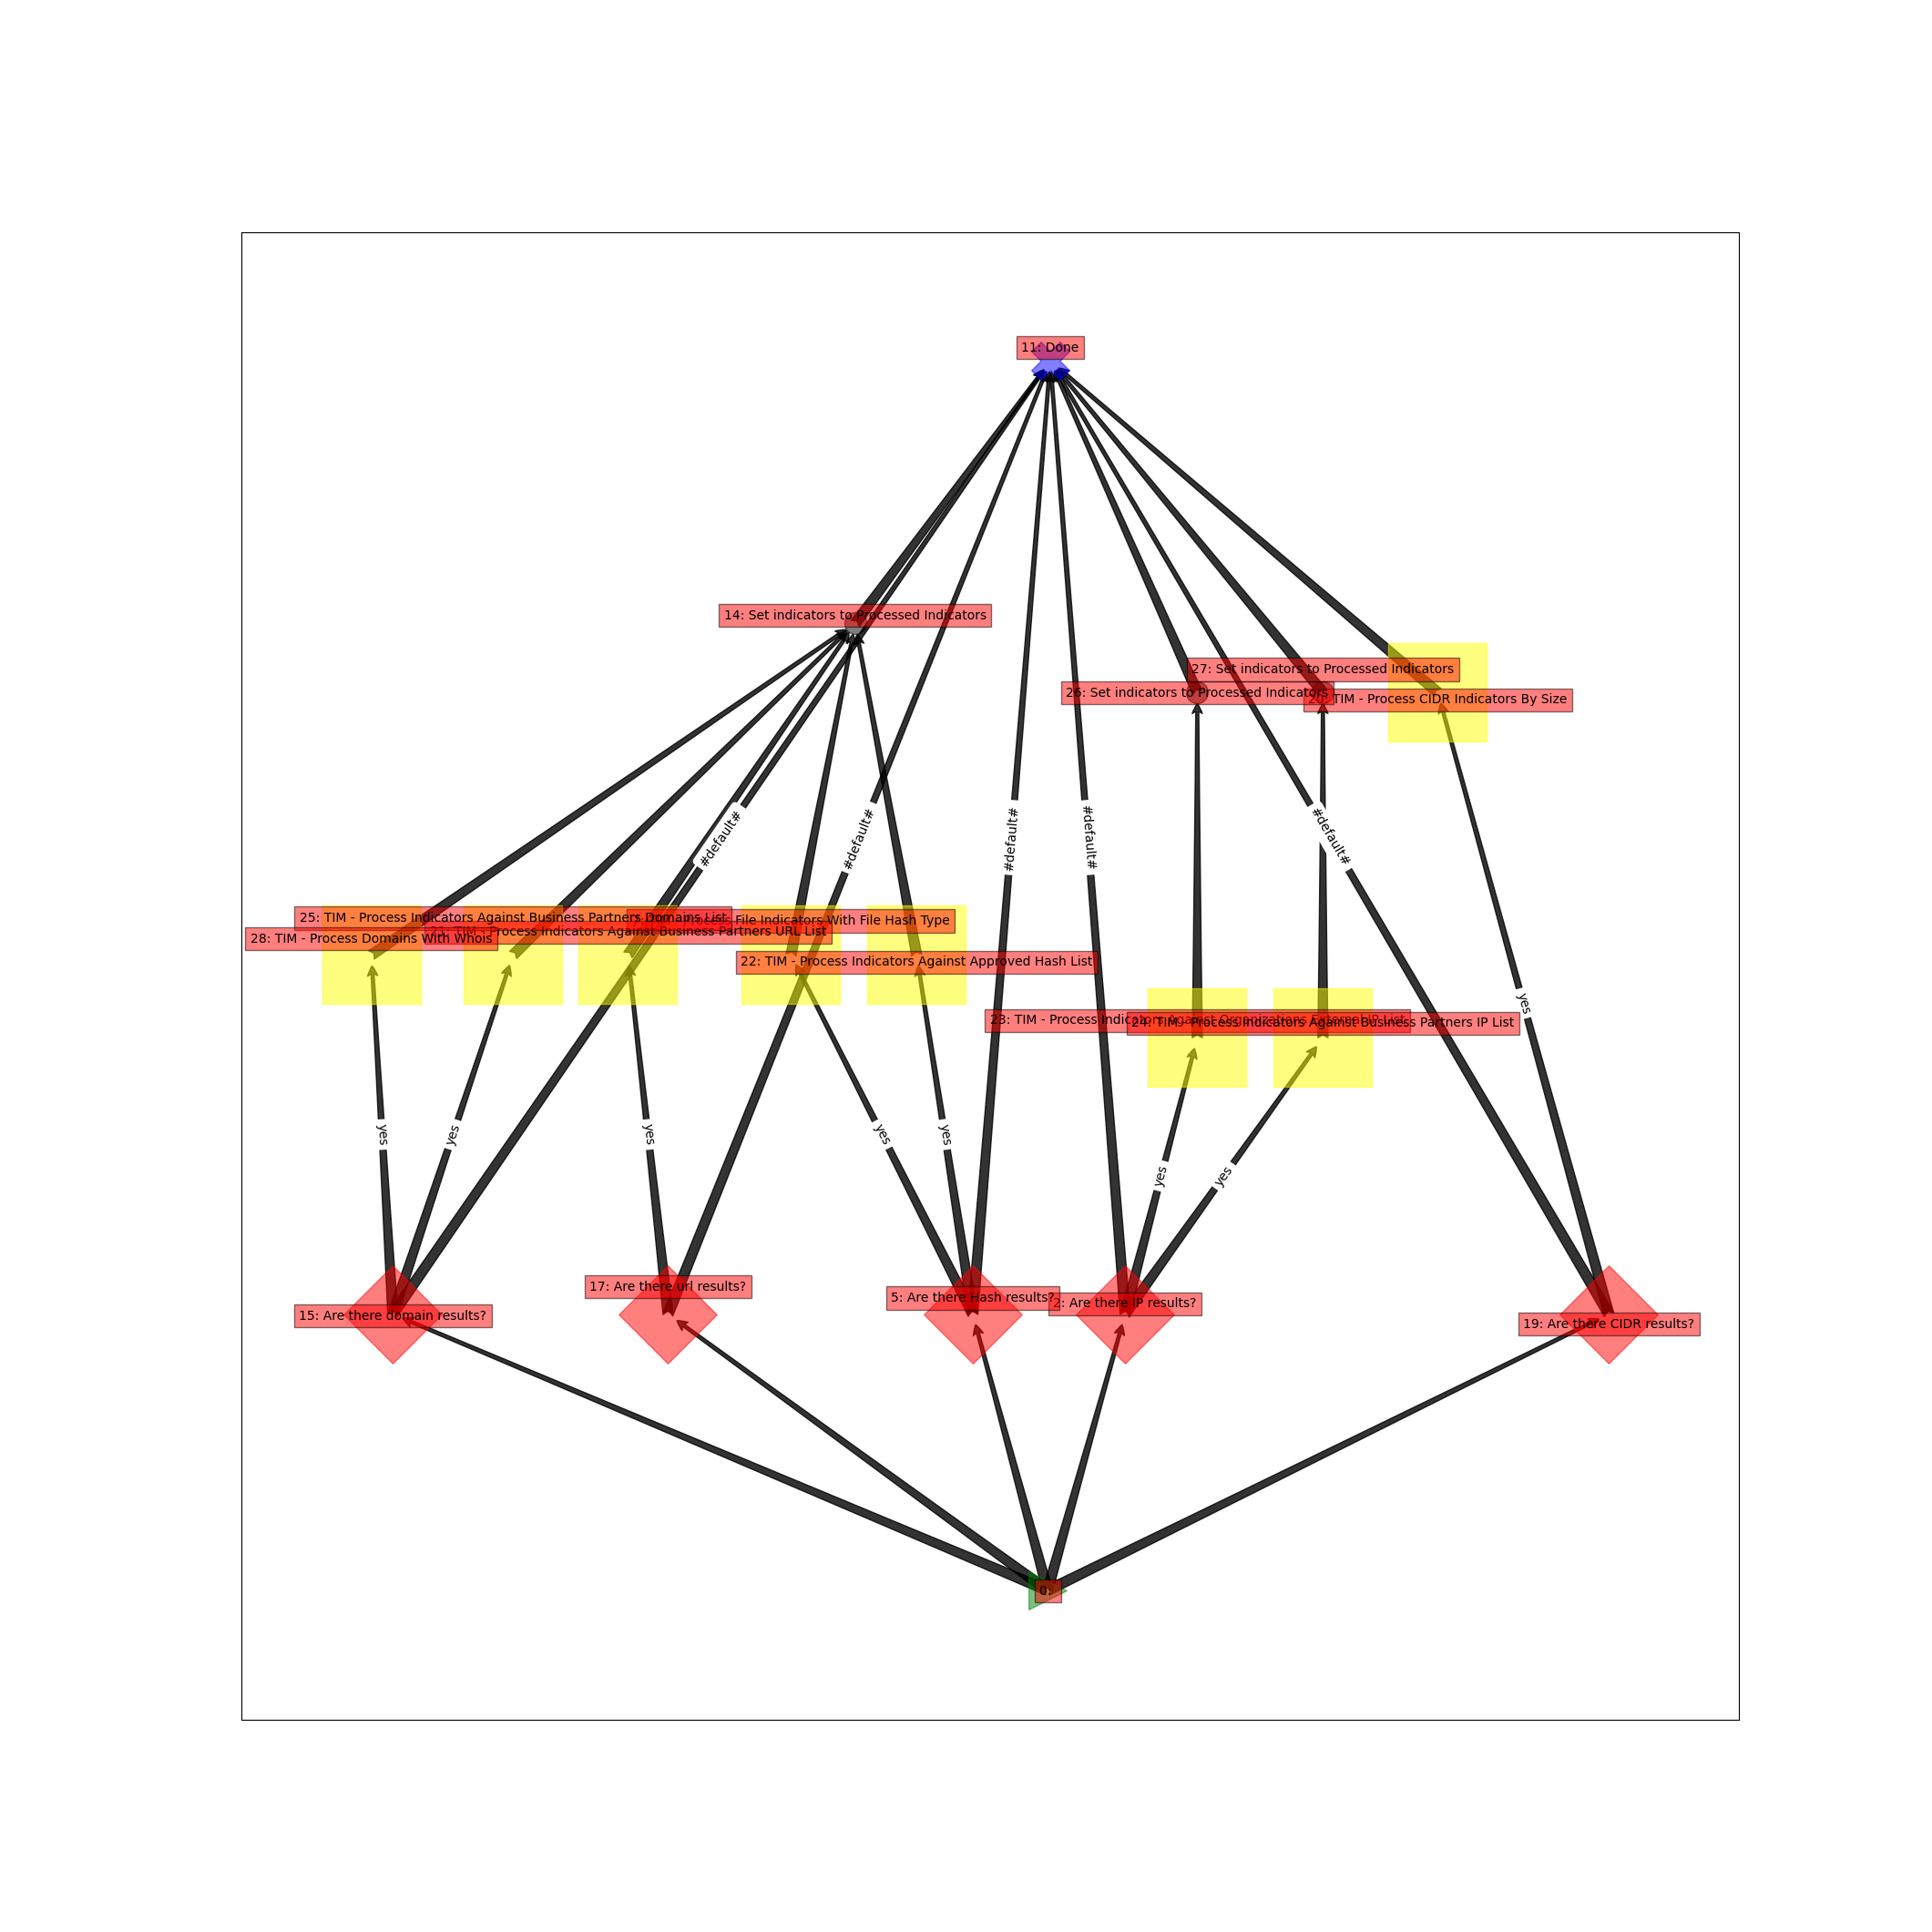 11: Done
14: Set indicators to Processed Indicators
27: Set indicators to Processed Indicators
26: Set indicators to Processed Indicators
TIM - Process CIDR Indicators By Size
#default#
#default#
#default#
#default#
#default#
25: TIM - Process Indicators Against Business Partners Domains List
File Indicators With File Hash Type
21: TIM - Process Indicators Against Business Partners URL List
28: TIM - Process Domains With Whois
22: TIM - Process Indicators Against Approved Hash List
yes
23: TIM - Process Indicators Against Organizations External IP List
24: TIM - Process Indicators Against Business Partners IP List
yes
yes
yes
yes
yes
yes
yes
17: Are there url results?
5: Are there Hash results?
2: Are there IP results?
15: Are there domain results?
19: Are there CIDR results?
0: